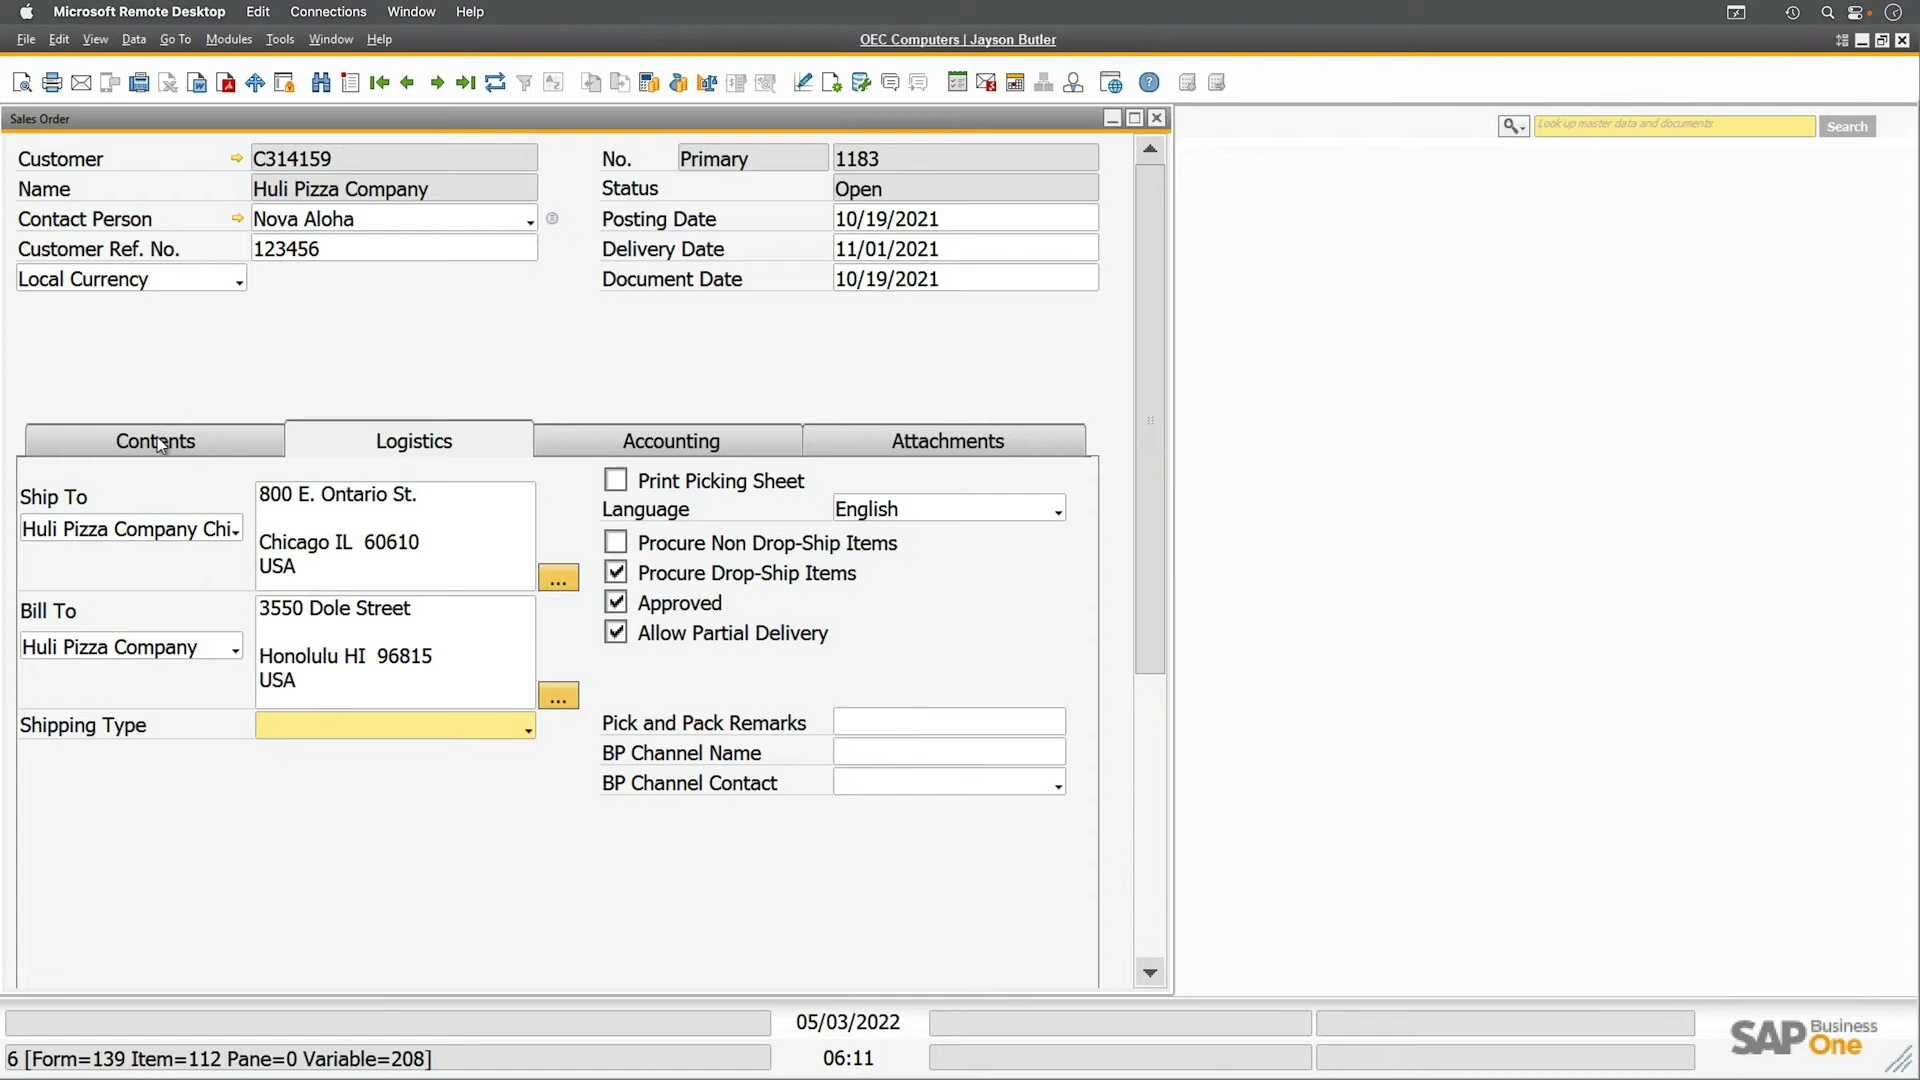 Microsoft Remote Desktop Edit Connections Window Help
File Edit View Data Go To Modules Tools Window Help
OEC Computers | Jayson Butler
Sales Order
Look up master data and documents
Search
Customer C314159
Name Huli Pizza Company
Contact Person Nova Aloha
Customer Ref. No. 123456
Local Currency
No. Primary 1183
Status Open
Posting Date 10/19/2021
Delivery Date 11/01/2021
Document Date 10/19/2021
Contents Logistics Accounting Attachments
Ship To
Huli Pizza Company Chi
800 E. Ontario St.
Chicago IL 60610
USA
...
Bill To
Huli Pizza Company
3550 Dole Street
Honolulu HI 96815
USA
...
Shipping Type
Print Picking Sheet
Language English
Procure Non Drop-Ship Items
Procure Drop-Ship Items
Approved
Allow Partial Delivery
Pick and Pack Remarks
BP Channel Name
BP Channel Contact
05/03/2022
6 [Form=139 Item=112 Pane=0 Variable=208]
06:11
SAP Business One